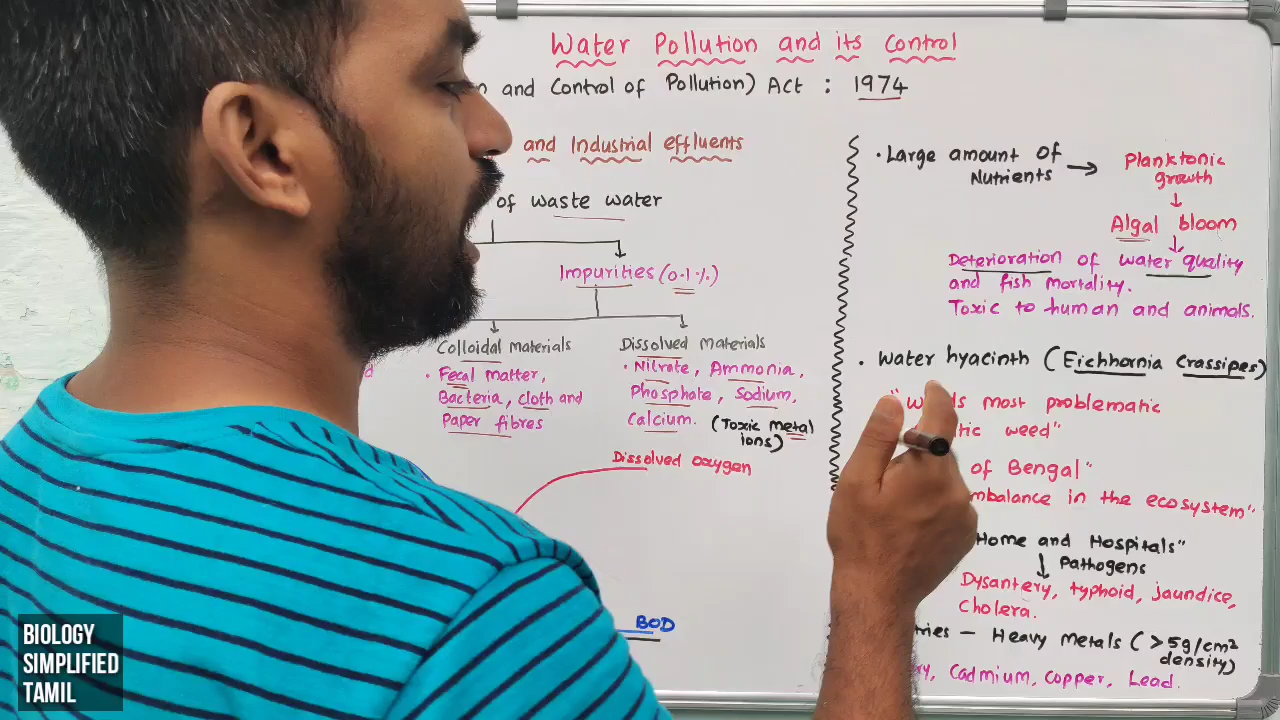 Water Pollution and its Control
and Control of Pollution) Act : 1974
and Industrial effluents
of waste water
Impurities (0.1%)
Colloidal materials
• Fecal matter,
Bacteria, cloth and
Paper fibres
Dissolved materials
• Nitrate, Ammonia,
Phosphate, Sodium,
Calcium. (Toxic metal
ions)
Dissolved oxygen
BOD
• Large amount of
Nutrients → Planktonic
growth
Algal bloom
Deterioration of water quality
and fish mortality.
Toxic to human and animals.
• Water hyacinth (Eichhornia crassipes)
most problematic
weed"
of Bengal"
in the ecosystem"
Home and Hospitals"
Pathogens
Dysantery, typhoid, jaundice,
Cholera.
– Heavy metals (>5g/cm2
density)
Cadmium, copper, Lead.
BIOLOGY
SIMPLIFIED
TAMIL